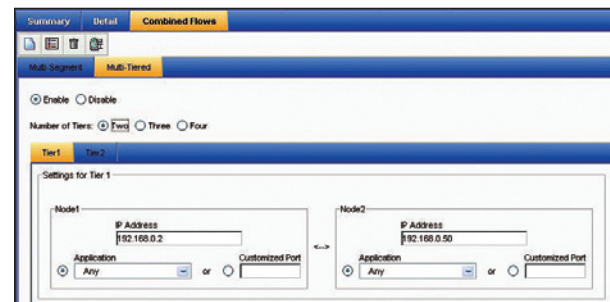 Summary Detail Combined Flows
Multi-Segment Multi-Tiered
Enable Disable
Number of Tiers: Two Three Four
Tier1 Tier2
Settings for Tier 1
Node1 Node2
IP Address IP Address
192.168.0.2 <--> 192.168.0.50
Application Customized Port Application Customized Port
Any or Any or